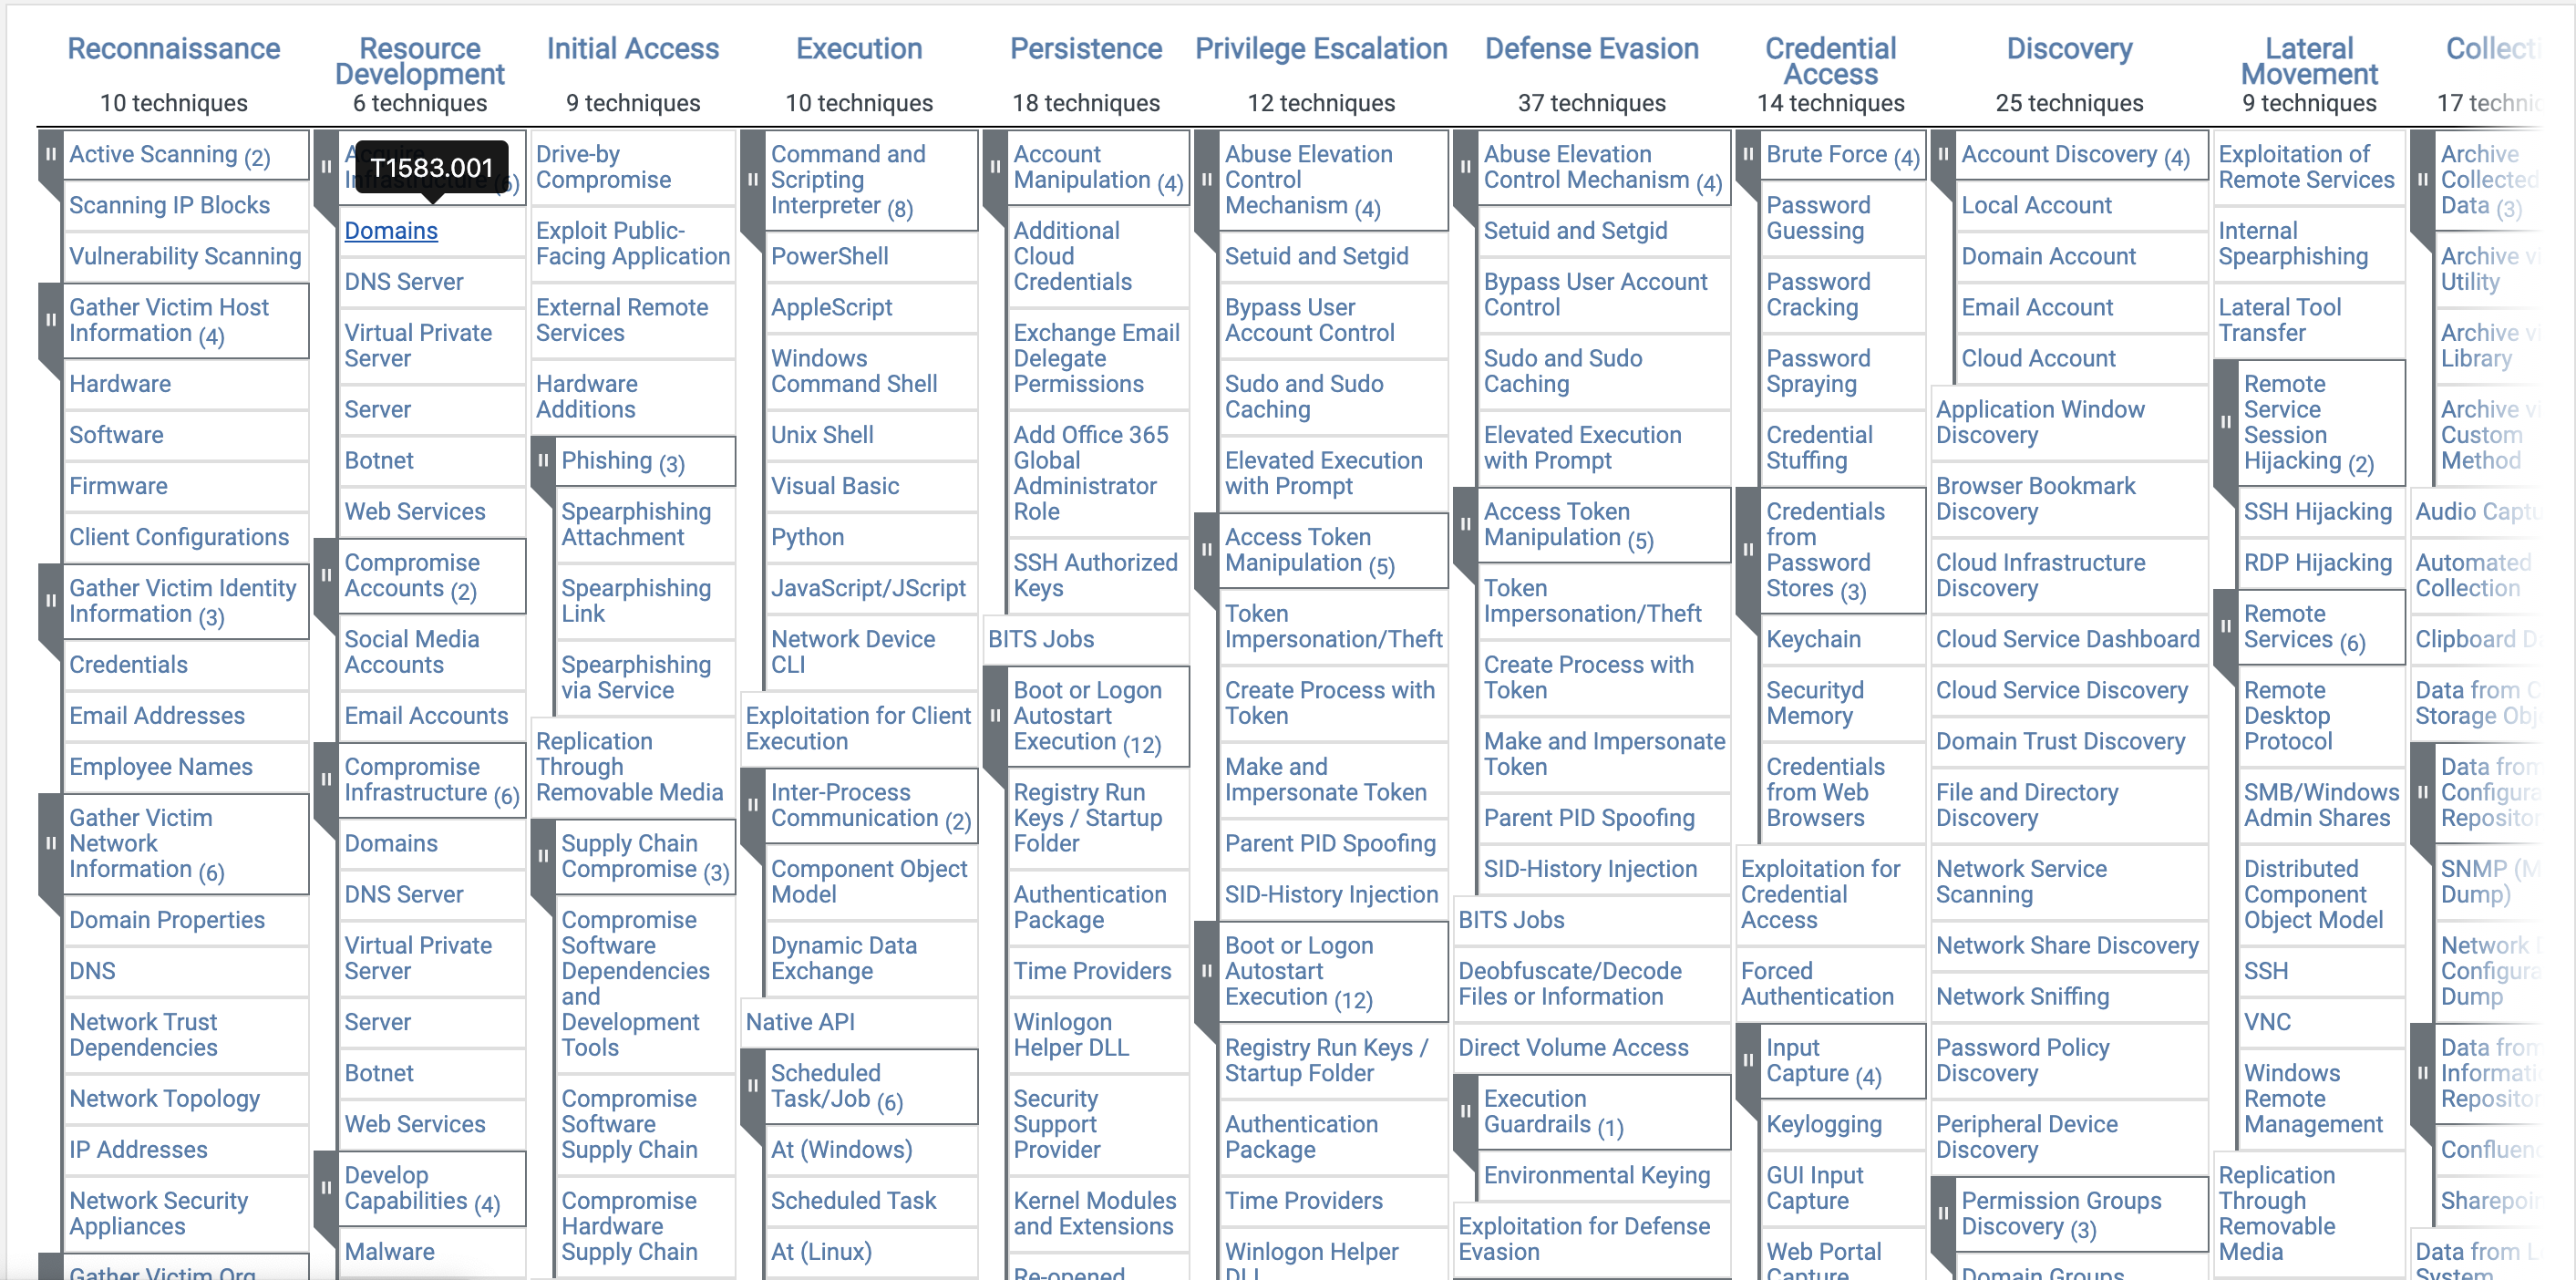 Reconnaissance
10 techniques
Active Scanning (2)
Scanning IP Blocks
Vulnerability Scanning
Gather Victim Host
Information (4)
Hardware
Software
Firmware
Client Configurations
Gather Victim Identity
Information (3)
Credentials
Email Addresses
Employee Names
Gather Victim
Network
Information (6)
Domain Properties
DNS
Network Trust
Dependencies
Network Topology
IP Addresses
Network Security
Appliances
Gather Victim Org
Resource
Development
6 techniques
T1583.001
Domains
DNS Server
Virtual Private
Server
Server
Botnet
Web Services
Compromise
Accounts (2)
Social Media
Accounts
Email Accounts
Compromise
Infrastructure (6)
Domains
DNS Server
Virtual Private
Server
Server
Botnet
Web Services
Develop
Capabilities (4)
Malware
Initial Access
9 techniques
Drive-by
Compromise
Exploit Public-
Facing Application
External Remote
Services
Hardware
Additions
Phishing (3)
Spearphishing
Attachment
Spearphishing
Link
Spearphishing
via Service
Replication
Through
Removable Media
Supply Chain
Compromise (3)
Compromise
Software
Dependencies
and
Development
Tools
Compromise
Software
Supply Chain
Compromise
Hardware
Supply Chain
Execution
10 techniques
Command and
Scripting
Interpreter (8)
PowerShell
AppleScript
Windows
Command Shell
Unix Shell
Visual Basic
Python
JavaScript/JScript
Network Device
CLI
Exploitation for Client
Execution
Inter-Process
Communication (2)
Component Object
Model
Dynamic Data
Exchange
Native API
Scheduled
Task/Job (6)
At (Windows)
Scheduled Task
At (Linux)
Persistence
18 techniques
Account
Manipulation (4)
Additional
Cloud
Credentials
Exchange Email
Delegate
Permissions
Add Office 365
Global
Administrator
Role
SSH Authorized
Keys
BITS Jobs
Boot or Logon
Autostart
Execution (12)
Registry Run
Keys / Startup
Folder
Authentication
Package
Time Providers
Winlogon
Helper DLL
Security
Support
Provider
Kernel Modules
and Extensions
Re-opened
Privilege Escalation
12 techniques
Abuse Elevation
Control
Mechanism (4)
Setuid and Setgid
Bypass User
Account Control
Sudo and Sudo
Caching
Elevated Execution
with Prompt
Access Token
Manipulation (5)
Token
Impersonation/Theft
Create Process with
Token
Make and
Impersonate Token
Parent PID Spoofing
SID-History Injection
Boot or Logon
Autostart
Execution (12)
Registry Run Keys /
Startup Folder
Authentication
Package
Time Providers
Winlogon Helper
DLL
Defense Evasion
37 techniques
Abuse Elevation
Control Mechanism (4)
Setuid and Setgid
Bypass User Account
Control
Sudo and Sudo
Caching
Elevated Execution
with Prompt
Access Token
Manipulation (5)
Token
Impersonation/Theft
Create Process with
Token
Make and Impersonate
Token
Parent PID Spoofing
SID-History Injection
BITS Jobs
Deobfuscate/Decode
Files or Information
Direct Volume Access
Execution
Guardrails (1)
Environmental Keying
Exploitation for Defense
Evasion
Credential
Access
14 techniques
Brute Force (4)
Password
Guessing
Password
Cracking
Password
Spraying
Credential
Stuffing
Credentials
from
Password
Stores (3)
Keychain
Securityd
Memory
Credentials
from Web
Browsers
Exploitation for
Credential
Access
Forced
Authentication
Input
Capture (4)
Keylogging
GUI Input
Capture
Web Portal
Capture
Discovery
25 techniques
Account Discovery (4)
Local Account
Domain Account
Email Account
Cloud Account
Application Window
Discovery
Browser Bookmark
Discovery
Cloud Infrastructure
Discovery
Cloud Service Dashboard
Cloud Service Discovery
Domain Trust Discovery
File and Directory
Discovery
Network Service
Scanning
Network Share Discovery
Network Sniffing
Password Policy
Discovery
Peripheral Device
Discovery
Permission Groups
Discovery (3)
Domain Groups
Lateral
Movement
9 techniques
Exploitation of
Remote Services
Internal
Spearphishing
Lateral Tool
Transfer
Remote
Service
Session
Hijacking (2)
SSH Hijacking
RDP Hijacking
Remote
Services (6)
Remote
Desktop
Protocol
SMB/Windows
Admin Shares
Distributed
Component
Object Model
SSH
VNC
Windows
Remote
Management
Replication
Through
Removable
Media
Collecti
17 techni
Archive
Collected
Data (3)
Archive vi
Utility
Archive vi
Library
Archive vi
Custom
Method
Audio Captu
Automated
Collection
Clipboard D
Data from C
Storage Obj
Data from
Configura
Repositor
SNMP (M
Dump)
Network
Configura
Dump
Data from
Informati
Repositor
Confluen
Sharepoi
Data from L
System